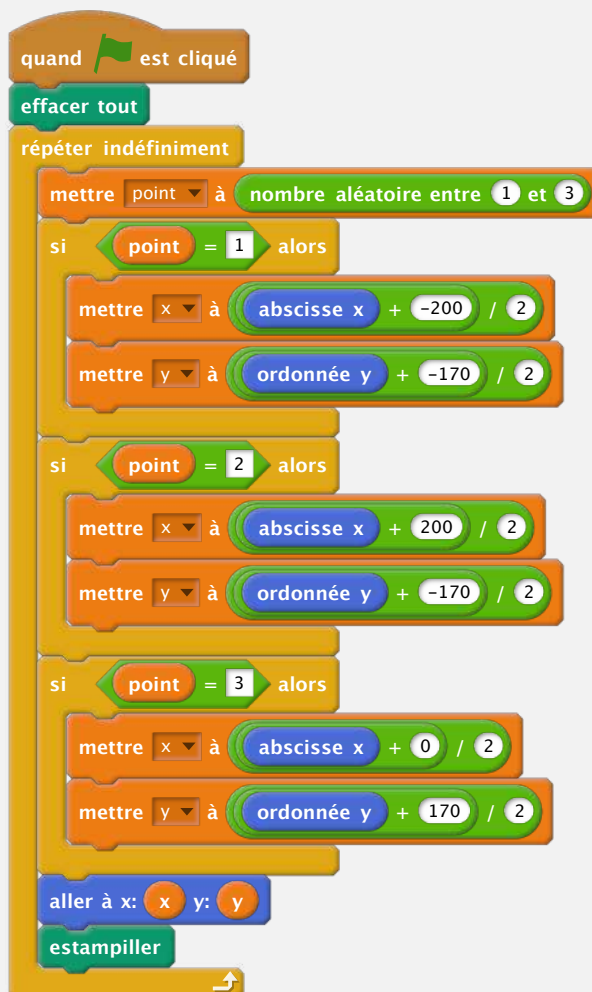 quand est cliqué
effacer tout
répéter indéfiniment
mettre point à nombre aléatoire entre 1 et 3
si point = 1 alors
mettre x à abscisse x + -200 / 2
mettre y à ordonnée y + -170 / 2
si point = 2 alors
mettre x à abscisse x + 200 / 2
mettre y à ordonnée y + -170 / 2
si point = 3 alors
mettre x à abscisse x + 0 / 2
mettre y à ordonnée y + 170 / 2
aller à x: x y: y
estampiller